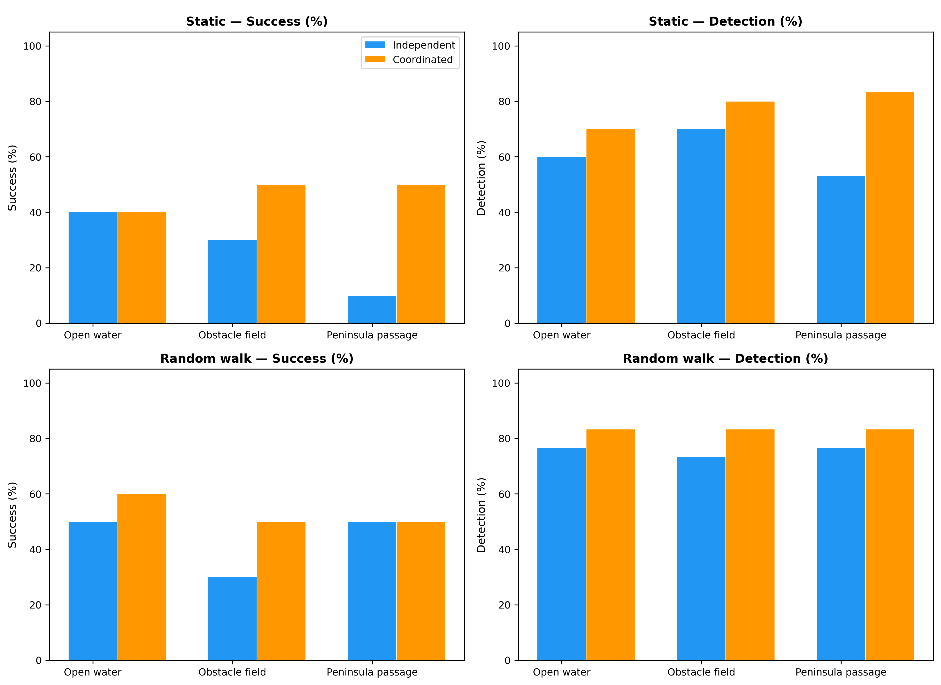 Static — Success (%)
Static — Detection (%)
Independent
Coordinated
100
80
60
40
20
0
Success (%)
Open water
Obstacle field
Peninsula passage
100
80
60
40
20
0
Detection (%)
Open water
Obstacle field
Peninsula passage
Random walk — Success (%)
Random walk — Detection (%)
100
80
60
40
20
0
Success (%)
Open water
Obstacle field
Peninsula passage
100
80
60
40
20
0
Detection (%)
Open water
Obstacle field
Peninsula passage